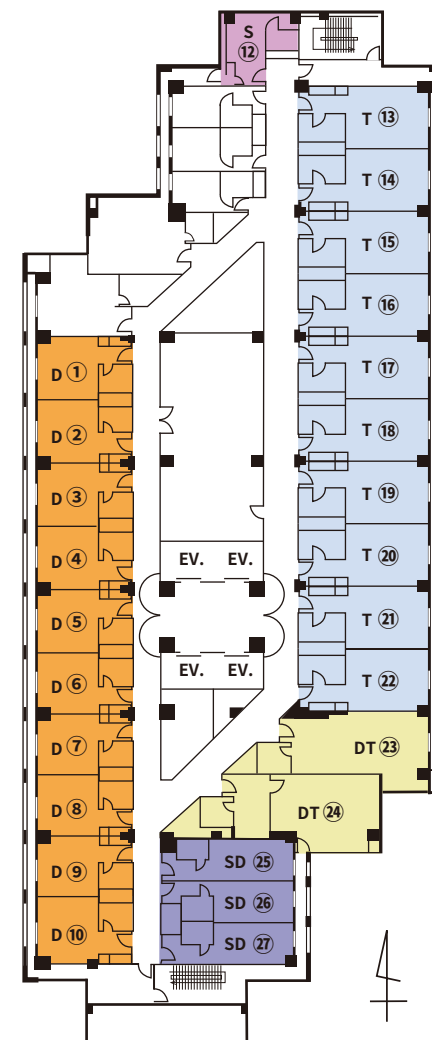 S
⑫
T ⑬
T ⑭
T ⑮
T ⑯
T ⑰
T ⑱
T ⑲
T ⑳
T ㉑
T ㉒
D ①
D ②
D ③
D ④
D ⑤
D ⑥
D ⑦
D ⑧
D ⑨
D ⑩
EV. EV.
EV. EV.
DT ㉓
DT ㉔
SD ㉕
SD ㉖
SD ㉗